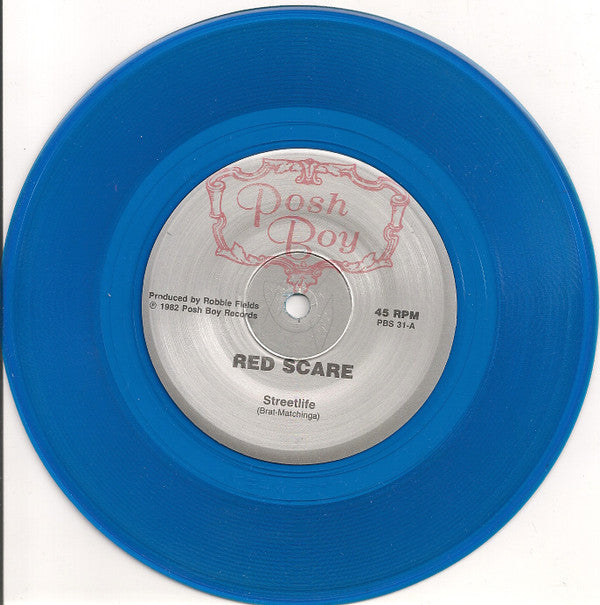 Posh
Boy
Produced by Robbie Fields
℗ 1982 Posh Boy Records
45 RPM
PBS 31-A
RED SCARE
Streetlife
(Brat-Matchinga)